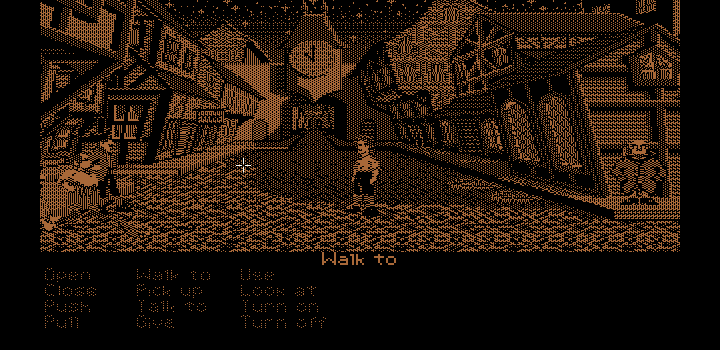 Walk to
Open Walk to Use
Close Pick up Look at
Push Talk to Turn on
Pull Give Turn off